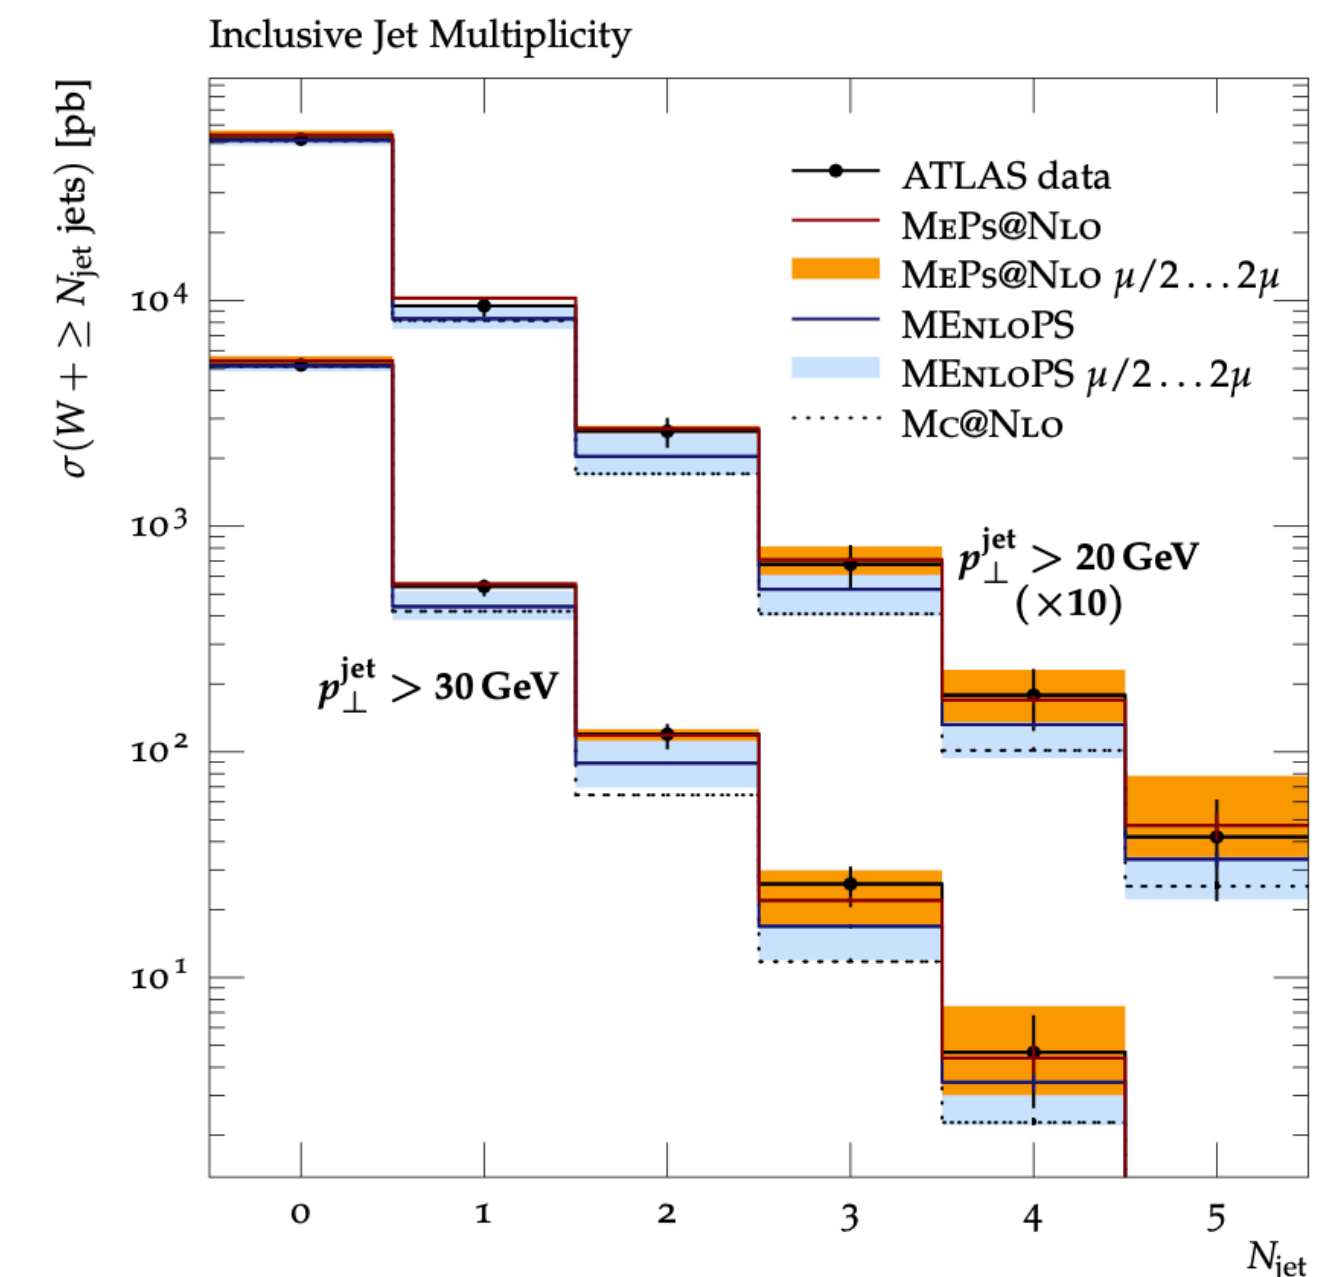 Inclusive Jet Multiplicity
σ(W + ≥ N_jet jets) [pb]
ATLAS data
MEPS@NLO
MEPS@NLO μ/2...2μ
10^4
MENLOPS
MENLOPS μ/2...2μ
MC@NLO
10^3
p_⊥^jet > 20 GeV
(×10)
p_⊥^jet > 30 GeV
10^2
10^1
0 1 2 3 4 5
N_jet